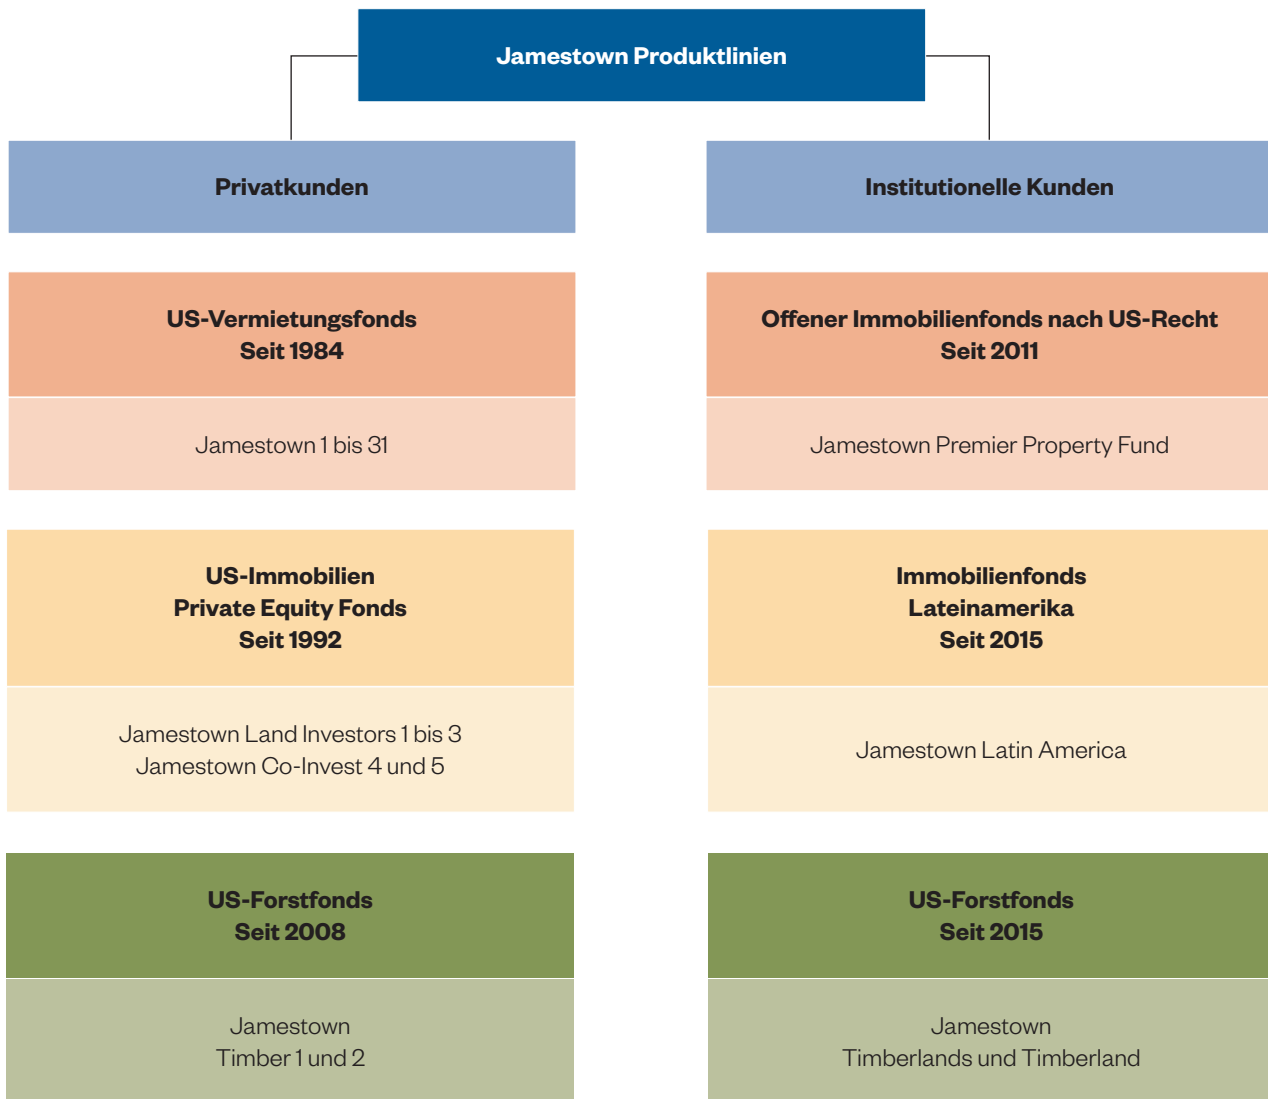 Jamestown Produktlinien
Privatkunden
Institutionelle Kunden
US-Vermietungsfonds
Seit 1984
Jamestown 1 bis 31
Offener Immobilienfonds nach US-Recht
Seit 2011
Jamestown Premier Property Fund
US-Immobilien
Private Equity Fonds
Seit 1992
Jamestown Land Investors 1 bis 3
Jamestown Co-Invest 4 und 5
Immobilienfonds
Lateinamerika
Seit 2015
Jamestown Latin America
US-Forstfonds
Seit 2008
Jamestown
Timber 1 und 2
US-Forstfonds
Seit 2015
Jamestown
Timberlands und Timberland